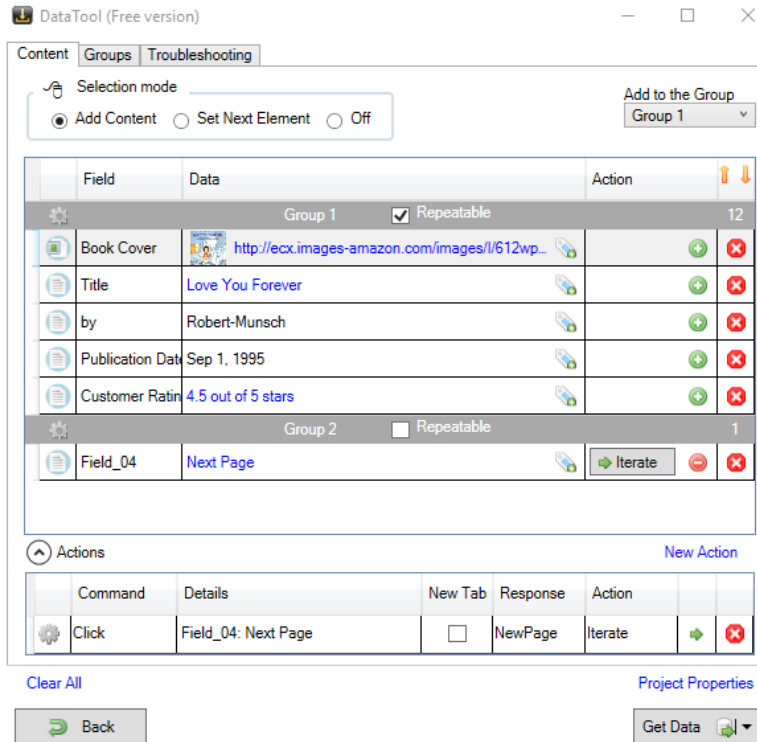 DataTool (Free version)
Content Groups Troubleshooting
Selection mode
Add Content Set Next Element Off
Add to the Group
Group 1
Field Data Action
Group 1 Repeatable 12
Book Cover http://ecx.images-amazon.com/images/I/612wp...
Title Love You Forever
by Robert-Munsch
Publication Dat Sep 1, 1995
Customer Ratin 4.5 out of 5 stars
Group 2 Repeatable 1
Field_04 Next Page Iterate
Actions New Action
Command Details New Tab Response Action
Click Field_04: Next Page NewPage Iterate
Clear All Project Properties
Back Get Data